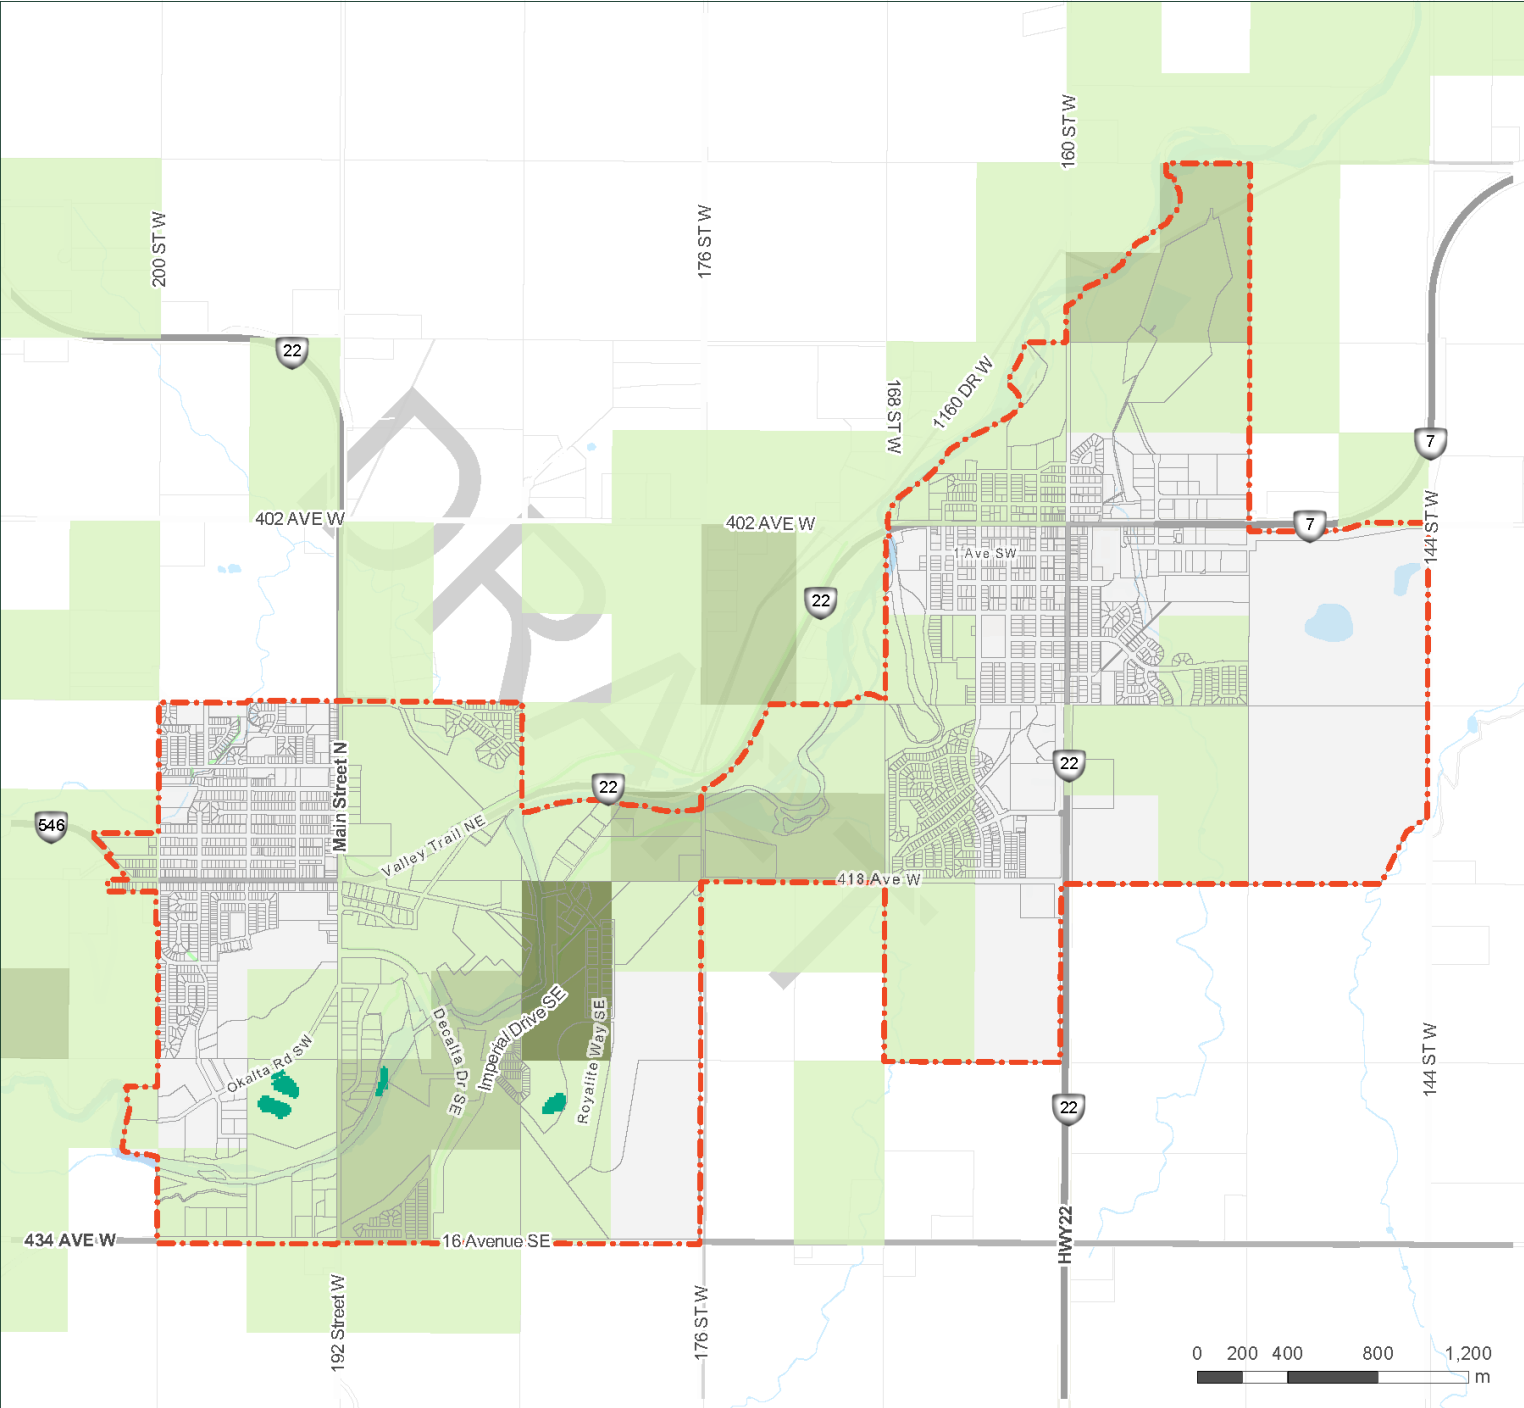 160 ST W
200 ST W
176 ST W
22
1160 DR W
168 ST W
7
402 AVE W
402 AVE W
7
144 ST W
1 Ave SW
22
DRAFT
Main Street N
22
22
546
Valley Trail NE
418 Ave W
Imperial Drive SE
Decalta Dr SE
Royalite Way SE
Okalta Rd SW
144 ST W
22
434 AVE W
16 Avenue SE
HWY22
192 Street W
176 ST W
0 200 400 800 1,200
m